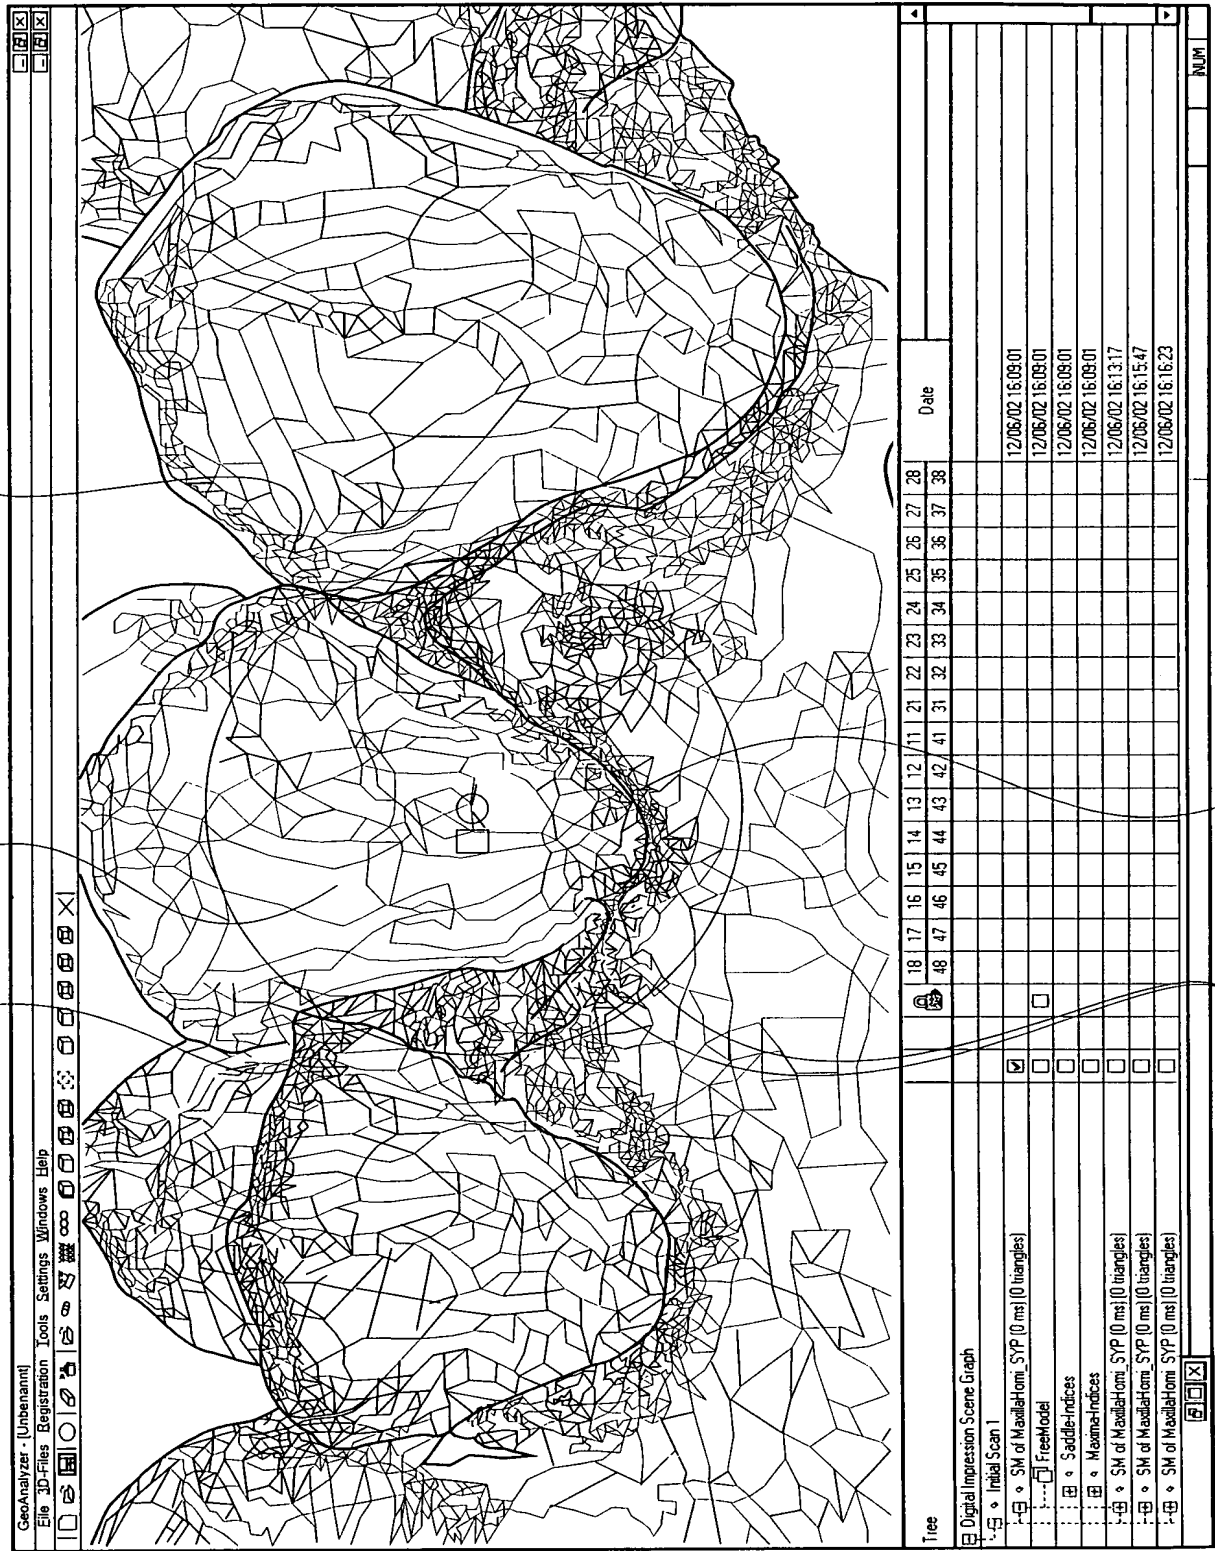 GeoAnalyzer - [Unbenannt]
File 3D-Files Registration Tools Settings Windows Help
Tree 18 17 16 15 14 13 12 11 21 22 23 24 25 26 27 28 Date
48 47 46 45 44 43 42 41 31 32 33 34 35 36 37 38
Digital Impression Scene Graph
Initial Scan 1
SM of MaxillaHomi_SYP [0 ms] [0 triangles] 12/06/02 16:09:01
FreeModel 12/06/02 16:09:01
Saddle-Indices 12/06/02 16:09:01
Maxima-Indices 12/06/02 16:09:01
SM of MaxillaHomi_SYP [0 ms] [0 triangles] 12/06/02 16:13:17
SM of MaxillaHomi_SYP [0 ms] [0 triangles] 12/06/02 16:15:47
SM of MaxillaHomi_SYP [0 ms] [0 triangles] 12/06/02 16:16:23
NUM